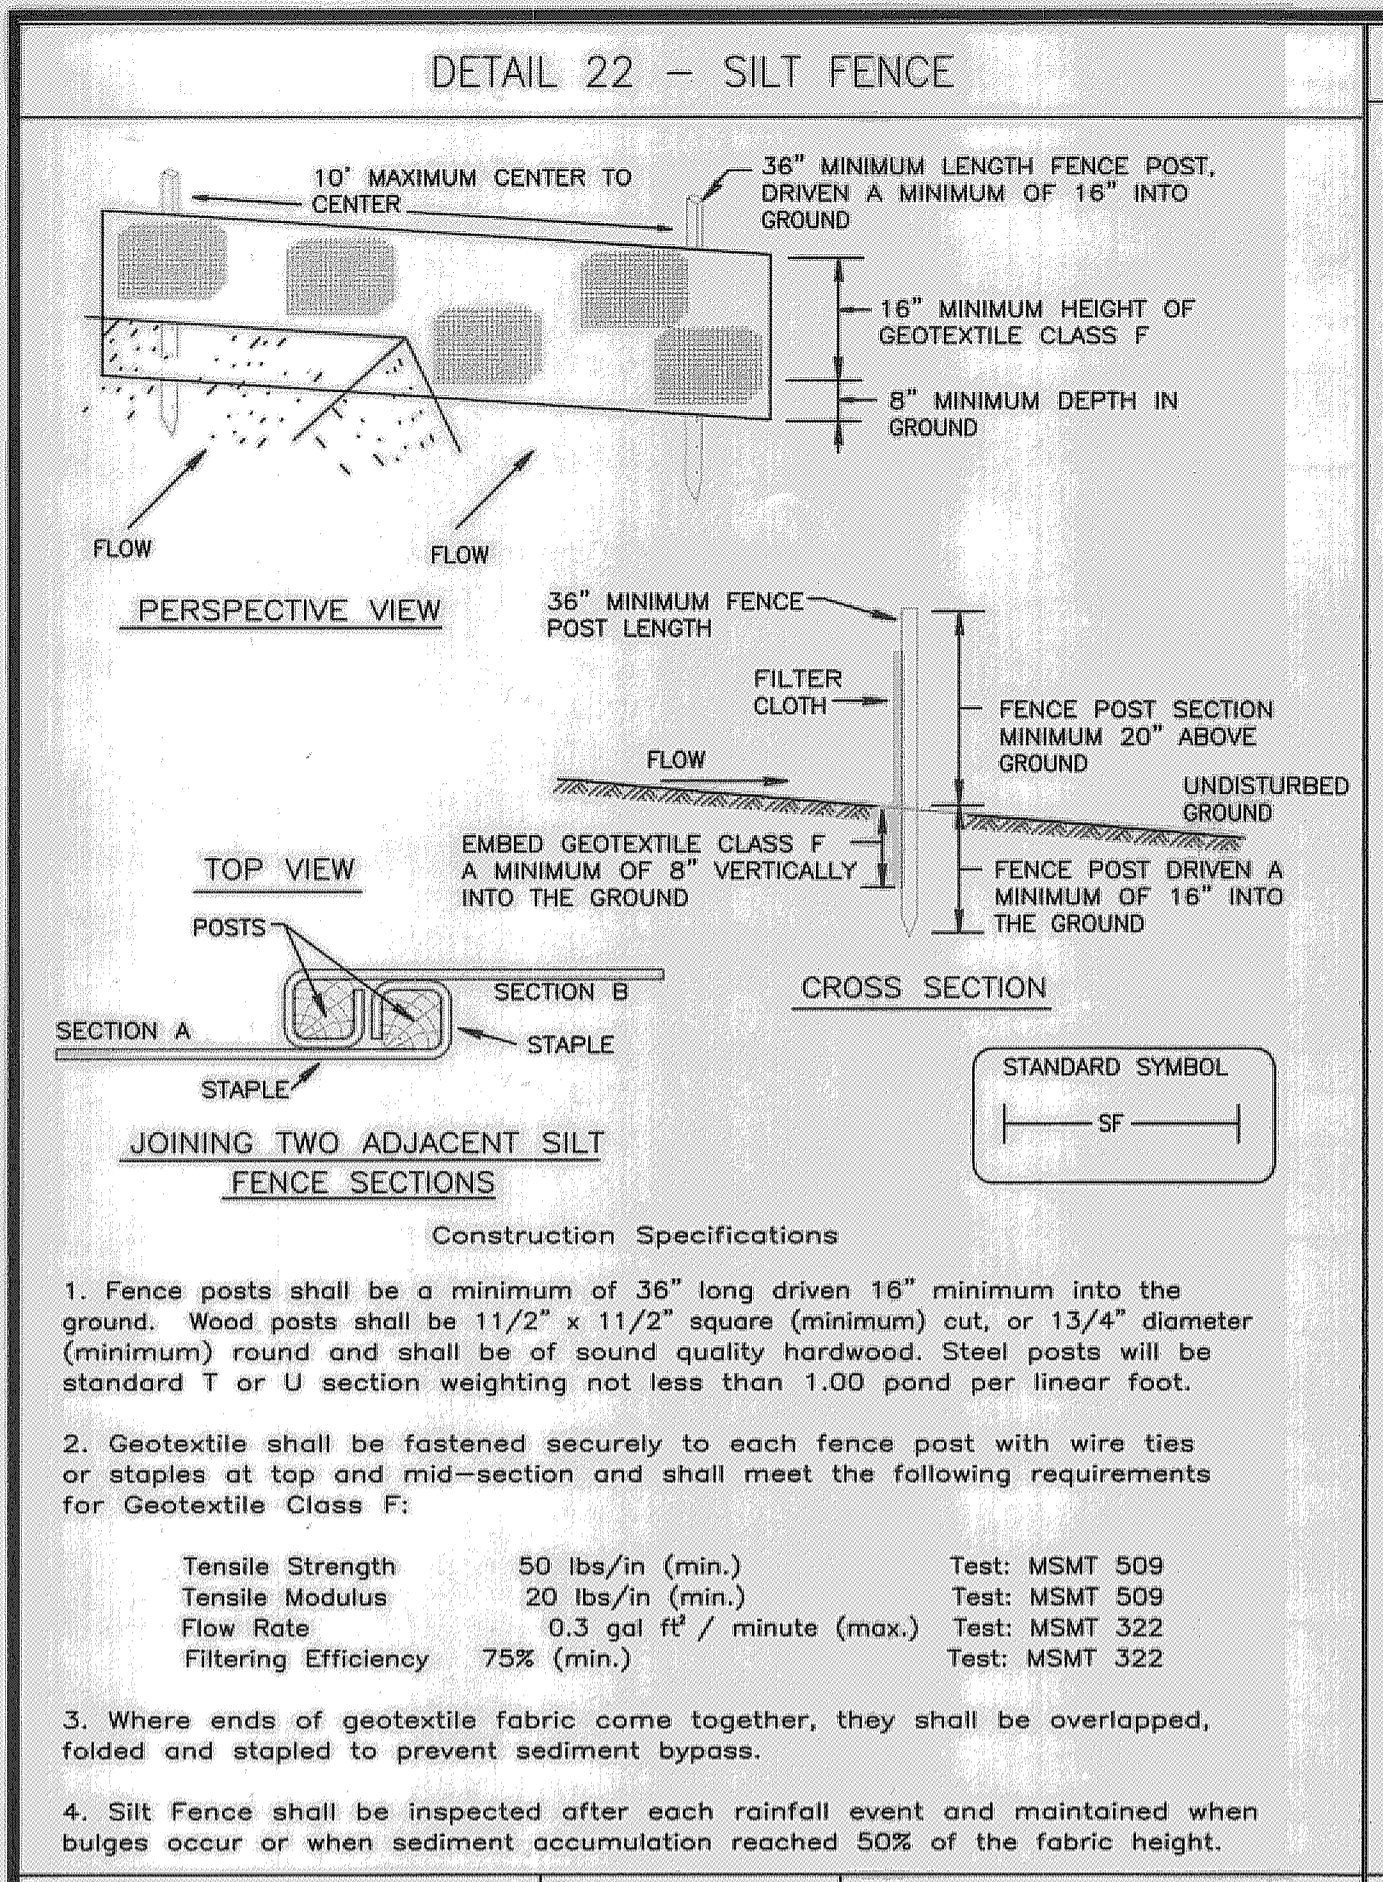 DETAIL 22 – SILT FENCE
10' MAXIMUM CENTER TO
CENTER
36" MINIMUM LENGTH FENCE POST,
DRIVEN A MINIMUM OF 16" INTO
GROUND
16" MINIMUM HEIGHT OF
GEOTEXTILE CLASS F
8" MINIMUM DEPTH IN
GROUND
FLOW
FLOW
PERSPECTIVE VIEW
36" MINIMUM FENCE
POST LENGTH
FILTER
CLOTH
FENCE POST SECTION
MINIMUM 20" ABOVE
GROUND
FLOW
UNDISTURBED
GROUND
EMBED GEOTEXTILE CLASS F
A MINIMUM OF 8" VERTICALLY
INTO THE GROUND
FENCE POST DRIVEN A
MINIMUM OF 16" INTO
THE GROUND
CROSS SECTION
TOP VIEW
POSTS
SECTION B
SECTION A
STAPLE
STAPLE
JOINING TWO ADJACENT SILT
FENCE SECTIONS
STANDARD SYMBOL
SF
Construction Specifications
1. Fence posts shall be a minimum of 36" long driven 16" minimum into the
ground. Wood posts shall be 11/2" x 11/2" square (minimum) cut, or 13/4" diameter
(minimum) round and shall be of sound quality hardwood. Steel posts will be
standard T or U section weighting not less than 1.00 pond per linear foot.
2. Geotextile shall be fastened securely to each fence post with wire ties
or staples at top and mid–section and shall meet the following requirements
for Geotextile Class F:
Tensile Strength 50 lbs/in (min.) Test: MSMT 509
Tensile Modulus 20 lbs/in (min.) Test: MSMT 509
Flow Rate 0.3 gal ft² / minute (max.) Test: MSMT 322
Filtering Efficiency 75% (min.) Test: MSMT 322
3. Where ends of geotextile fabric come together, they shall be overlapped,
folded and stapled to prevent sediment bypass.
4. Silt Fence shall be inspected after each rainfall event and maintained when
bulges occur or when sediment accumulation reached 50% of the fabric height.